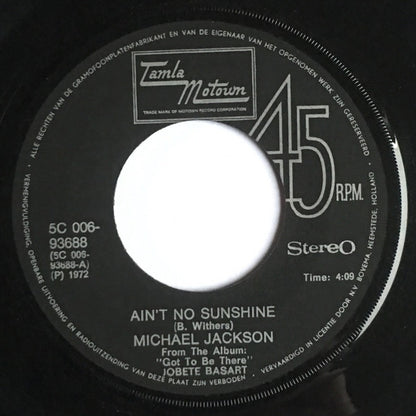 ALLE RECHTEN VAN DE GRAMOFOONPLATENFABRIKANT EN VAN DE EIGENAAR VAN HET OPGENOMEN WERK ZIJN GERESERVEERD
Tamla
Motown
TRADE MARK OF MOTOWN RECORD CORPORATION
45
R.P.M.
5C 006-
93688
(5C 006-
93688-A)
(P) 1972
Stereo
Time: 4:09
AIN'T NO SUNSHINE
(B. Withers)
MICHAEL JACKSON
From The Album:
"Got To Be There"
JOBETE BASART
VERMENIGVULDIGING, OPENBARE UITVOERING EN RADIOUITZENDING VAN DEZE PLAAT ZIJN VERBODEN
VERVAARDIGD IN LICENTIE DOOR N.V. BOVEMA, HEEMSTEDE, HOLLAND